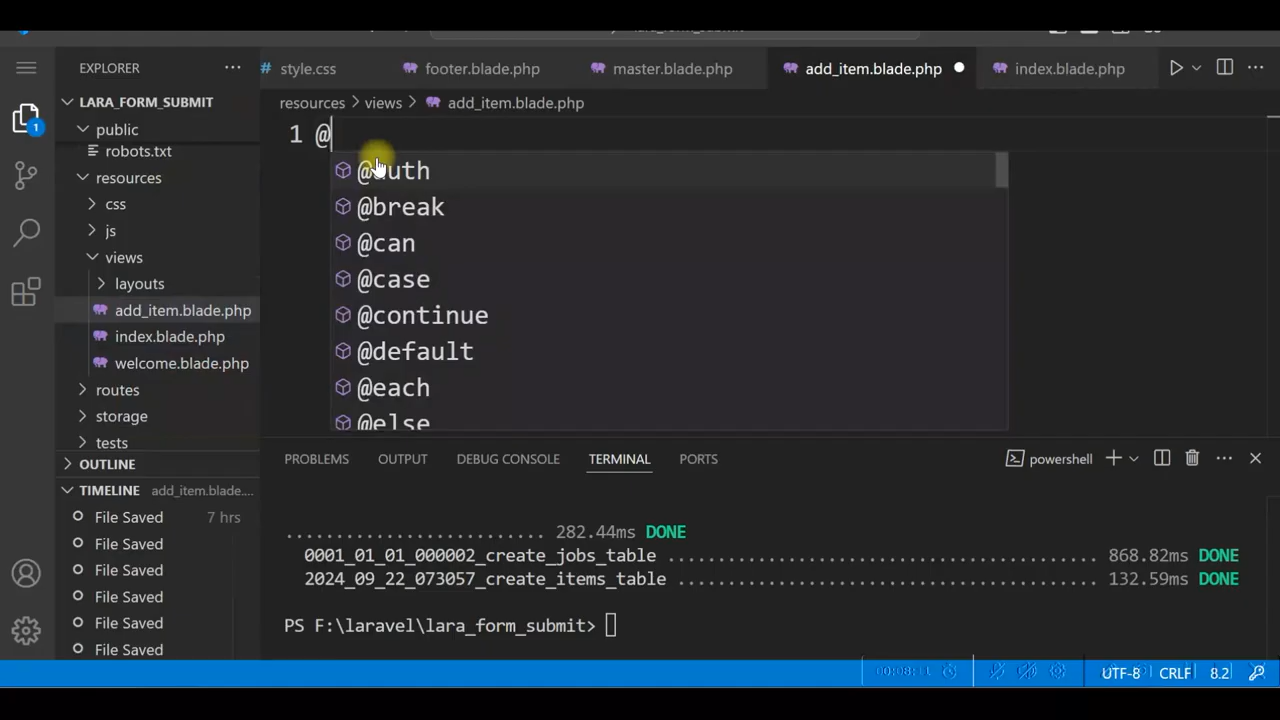 EXPLORER
style.css
footer.blade.php
master.blade.php
add_item.blade.php
index.blade.php
LARA_FORM_SUBMIT
resources > views > add_item.blade.php
public
robots.txt
resources
css
js
views
layouts
add_item.blade.php
index.blade.php
welcome.blade.php
routes
storage
tests
OUTLINE
TIMELINE add_item.blade....
File Saved 7 hrs
File Saved
File Saved
File Saved
File Saved
File Saved
1
1 @
@auth
@break
@can
@case
@continue
@default
@each
@else
PROBLEMS OUTPUT DEBUG CONSOLE TERMINAL PORTS
powershell
.......................... 282.44ms DONE
0001_01_01_000002_create_jobs_table ....................................... 868.82ms DONE
2024_09_22_073057_create_items_table ...................................... 132.59ms DONE
PS F:\laravel\lara_form_submit>
UTF-8 CRLF 8.2